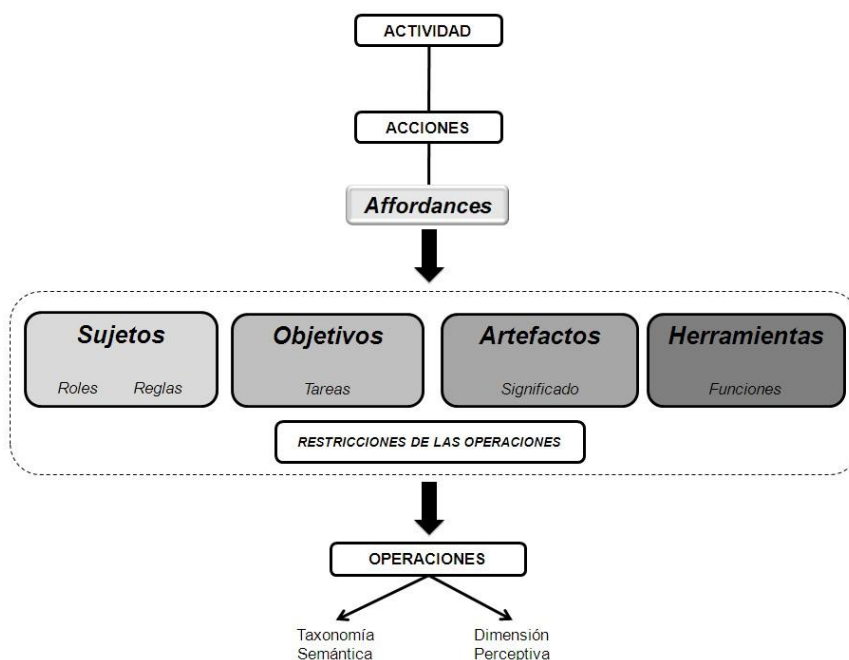 ACTIVIDAD
ACCIONES
Affordances
Sujetos
Roles Reglas
Objetivos
Tareas
Artefactos
Significado
Herramientas
Funciones
RESTRICCIONES DE LAS OPERACIONES
OPERACIONES
Taxonomía
Semántica
Dimensión
Perceptiva